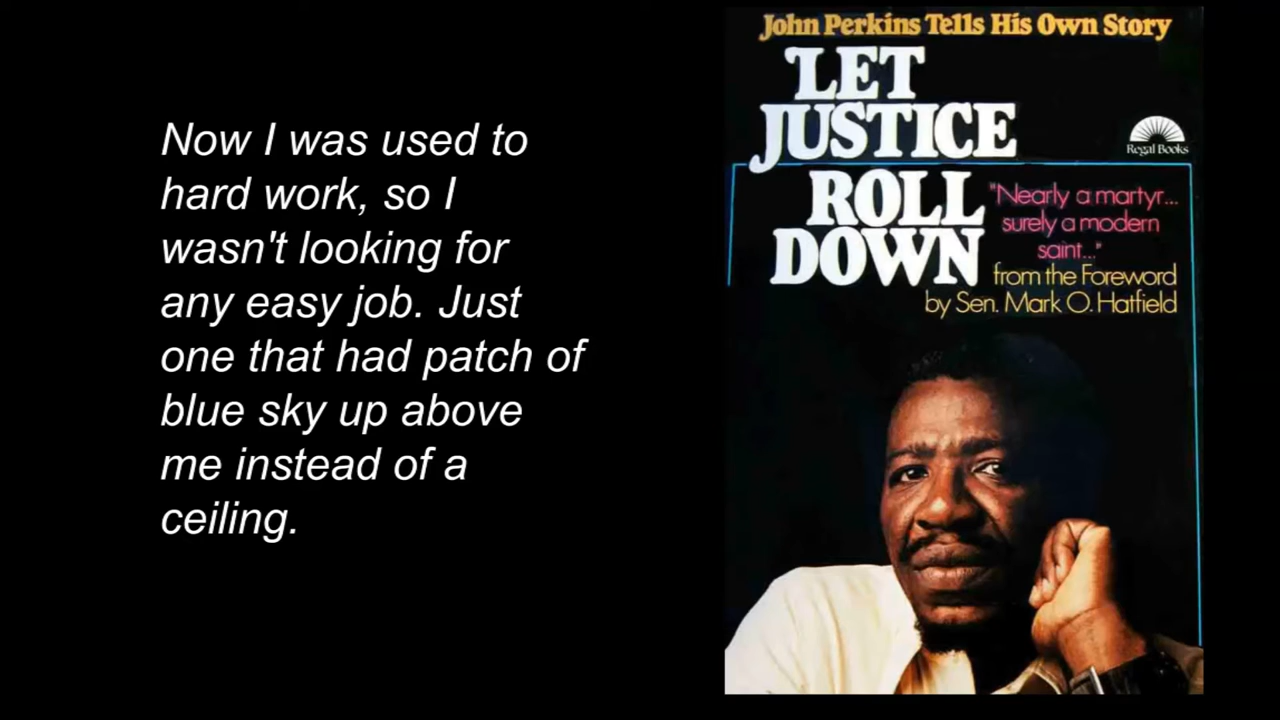 Now I was used to
hard work, so I
wasn't looking for
any easy job. Just
one that had patch of
blue sky up above
me instead of a
ceiling.
John Perkins Tells His Own Story
LET
JUSTICE
ROLL
DOWN
Regal Books
"Nearly a martyr...
surely a modern
saint..."
from the Foreword
by Sen. Mark O. Hatfield